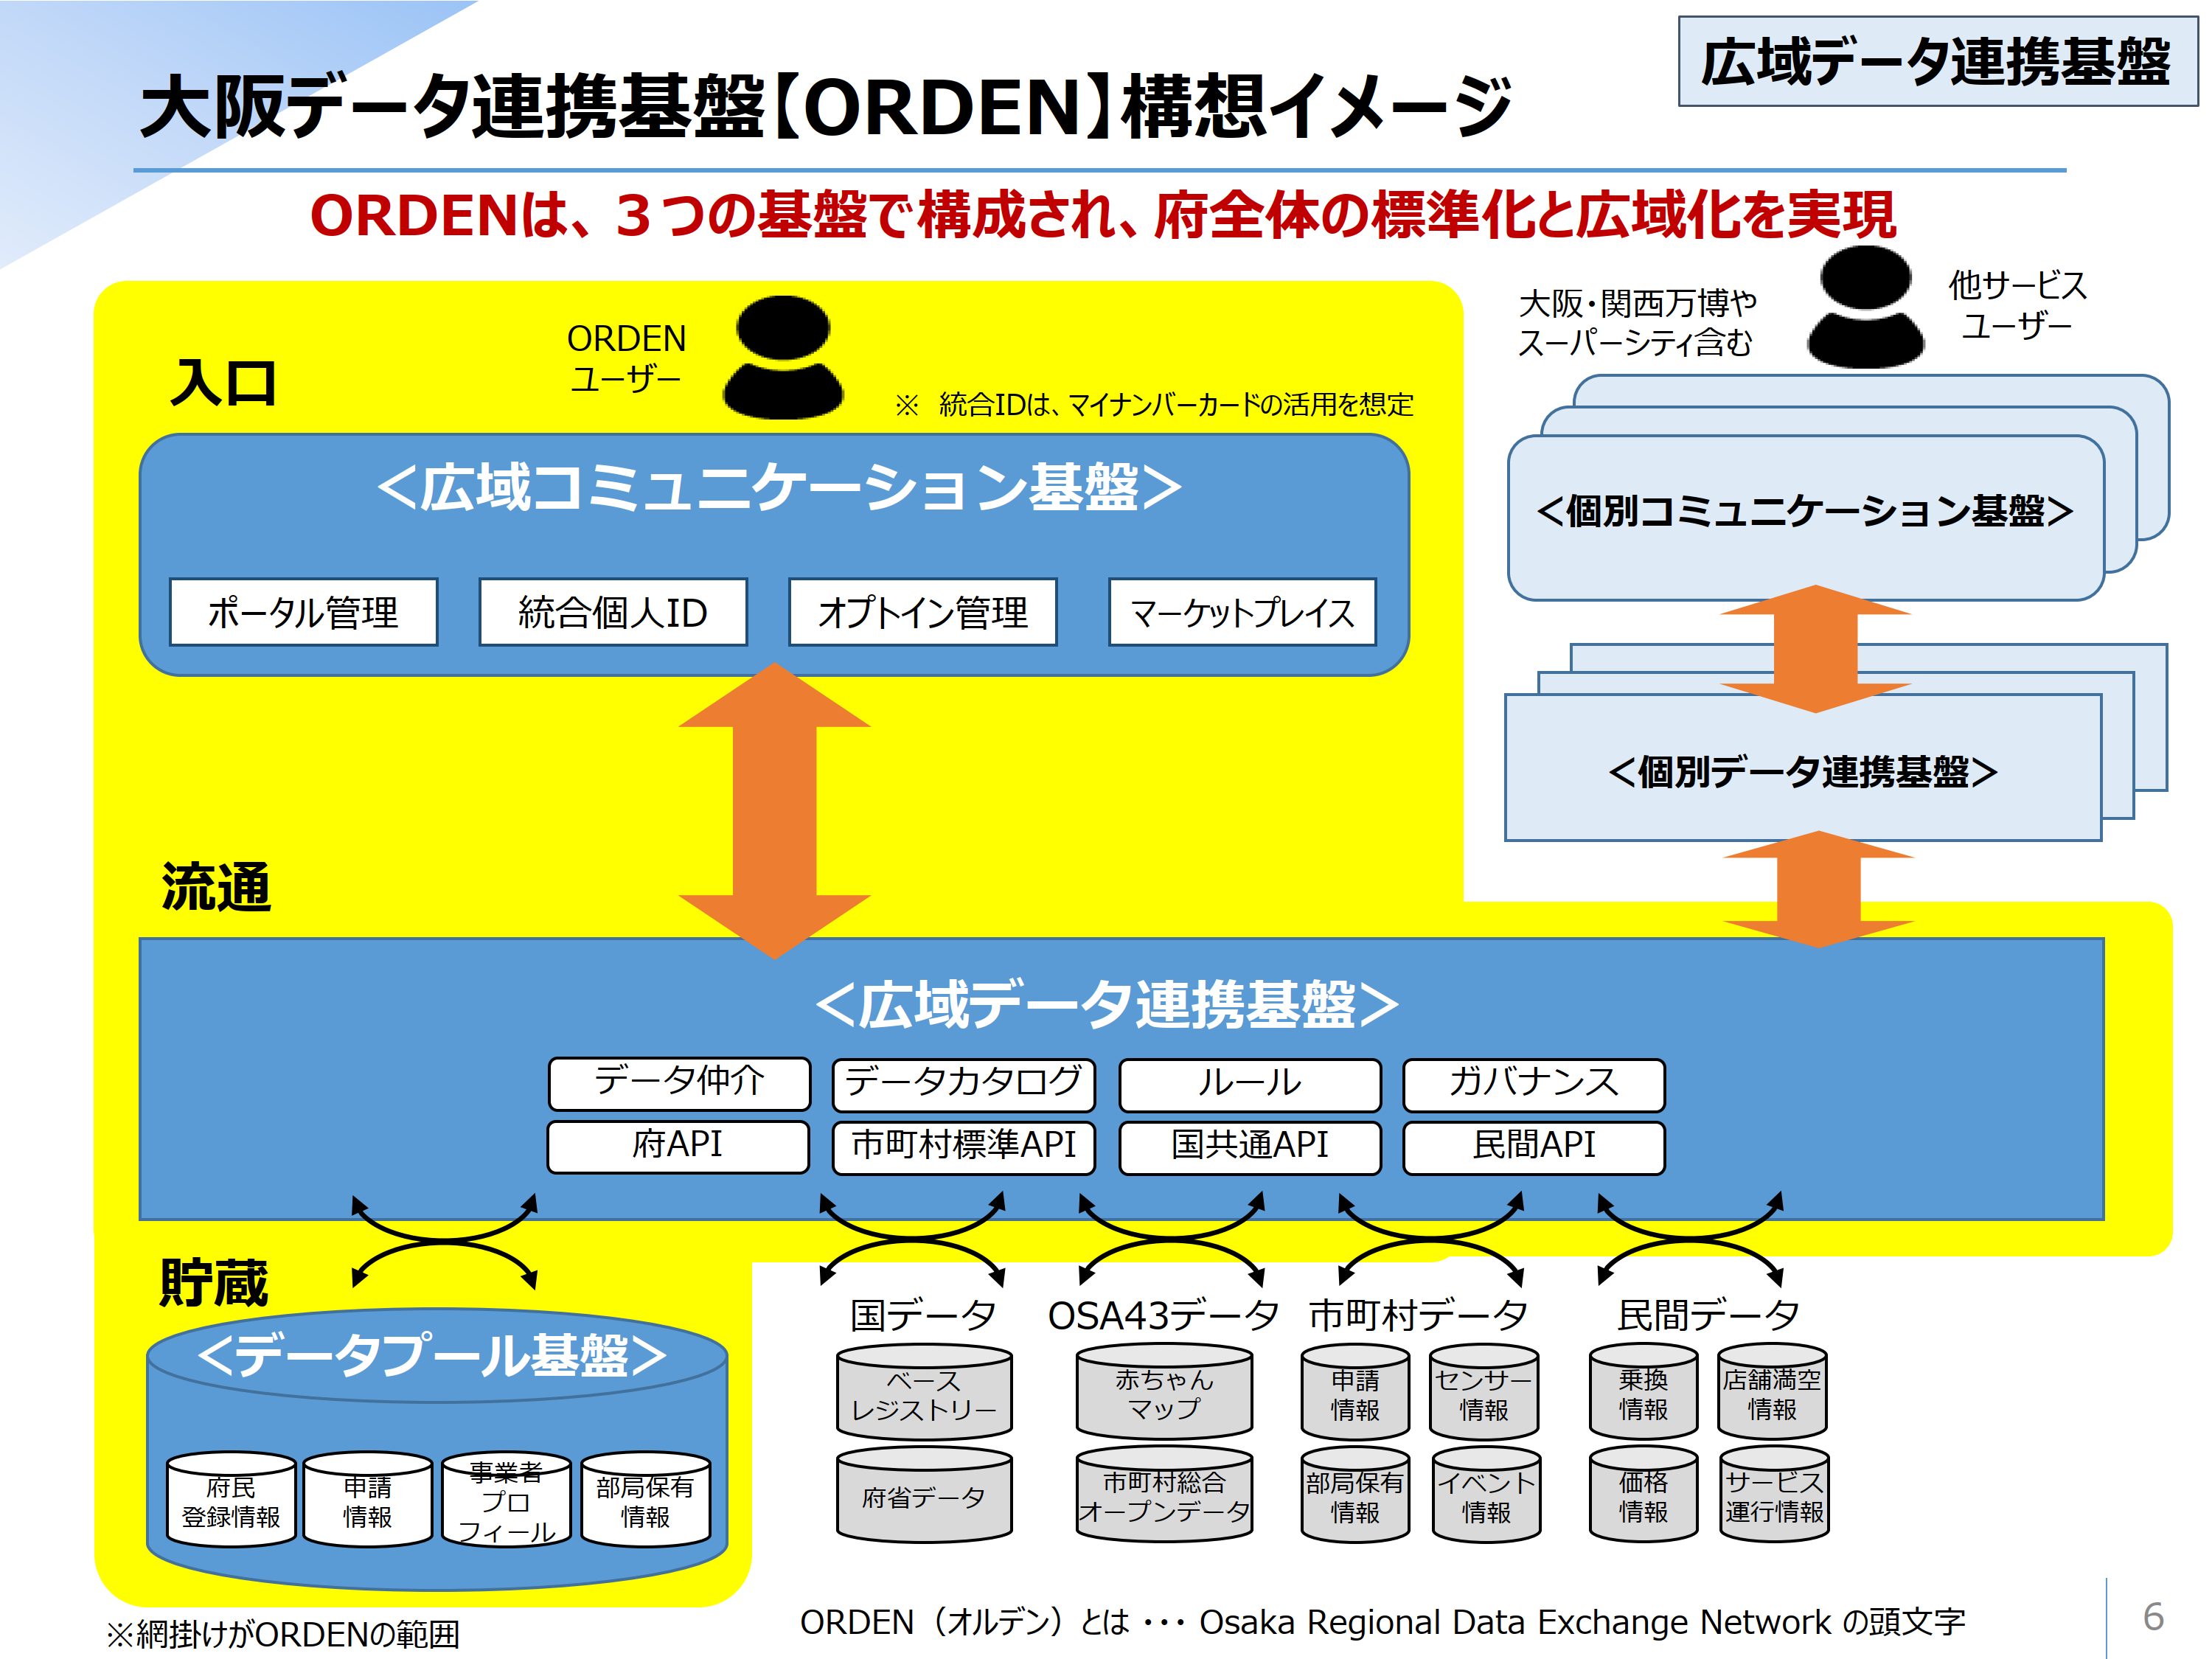 広域データ連携基盤
大阪データ連携基盤【ORDEN】構想イメージ
ORDENは、３つの基盤で構成され、府全体の標準化と広域化を実現
入口
ORDEN
ユーザー
※　統合IDは、マイナンバーカードの活用を想定
大阪・関西万博や
スーパーシティ含む
他サービス
ユーザー
＜広域コミュニケーション基盤＞
ポータル管理
統合個人ID
オプトイン管理
マーケットプレイス
＜個別コミュニケーション基盤＞
＜個別データ連携基盤＞
流通
＜広域データ連携基盤＞
データ仲介
データカタログ
ルール
ガバナンス
府API
市町村標準API
国共通API
民間API
貯蔵
＜データプール基盤＞
府民
登録情報
申請
情報
事業者
プロ
フィール
部局保有
情報
国データ
ベース
レジストリー
府省データ
OSA43データ
赤ちゃん
マップ
市町村総合
オープンデータ
市町村データ
申請
情報
センサー
情報
部局保有
情報
イベント
情報
民間データ
乗換
情報
店舗満空
情報
価格
情報
サービス
運行情報
※網掛けがORDENの範囲
ORDEN（オルデン）とは ・・・ Osaka Regional Data Exchange Network の頭文字
6